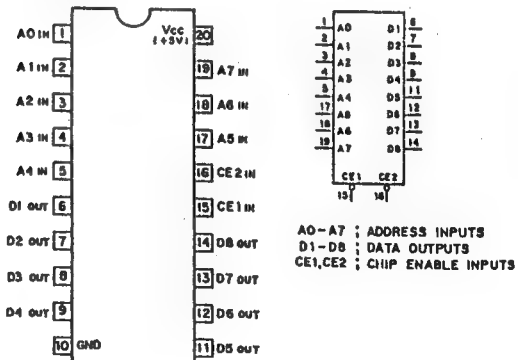 A0 IN 1
A1 IN 2
A2 IN 3
A3 IN 4
A4 IN 5
D1 OUT 6
D2 OUT 7
D3 OUT 8
D4 OUT 9
10 GND
Vcc 20
(+5V)
19 A7 IN
18 A6 IN
17 A5 IN
16 CE2 IN
15 CE1 IN
14 D8 OUT
13 D7 OUT
12 D6 OUT
11 D5 OUT
1 A0 D1 6
2 A1 D2 7
3 A2 D3 8
4 A3 D4 9
5 A4 D5 11
17 A5 D6 12
18 A6 D7 13
19 A7 D8 14
CE1 CE2
15 16
A0-A7 : ADDRESS INPUTS
D1-D8 : DATA OUTPUTS
CE1,CE2 : CHIP ENABLE INPUTS